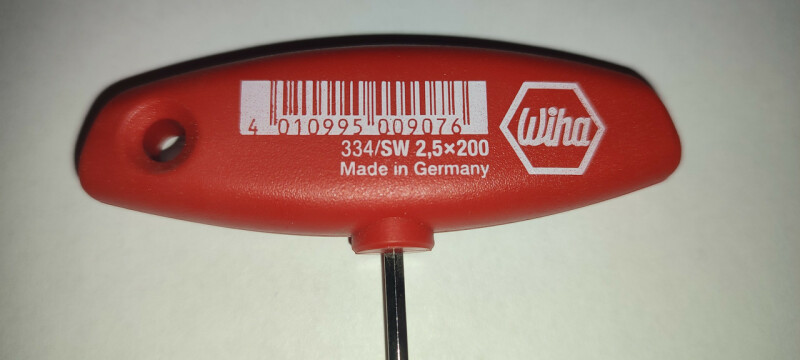 4 010995 009076
334/SW 2,5×200
Made in Germany
Wiha